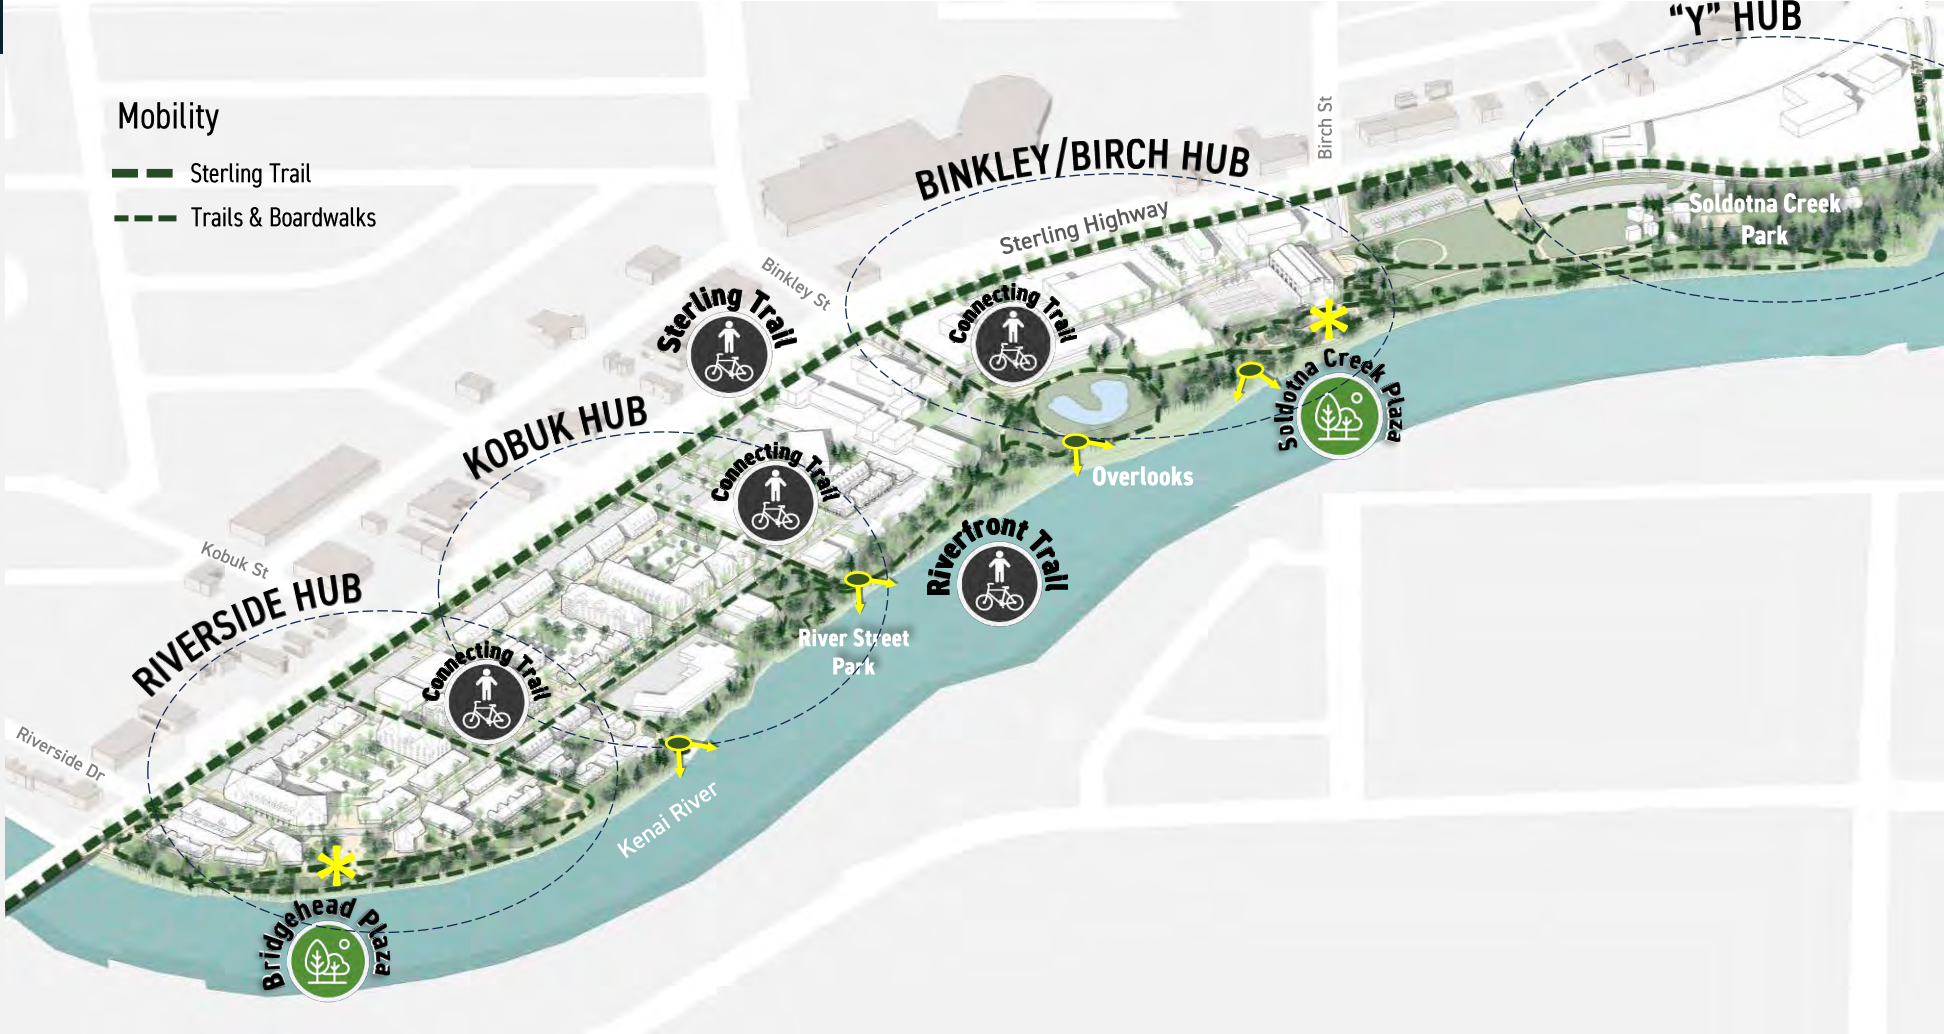 "Y" HUB
Mobility
Sterling Trail
Trails & Boardwalks
Birch St
BINKLEY/BIRCH HUB
Sterling Highway
Soldotna Creek
Park
Binkley St
Sterling Trail
Connecting Trail
Soldotna Creek Plaza
KOBUK HUB
Connecting Trail
Overlooks
Riverfront Trail
Kobuk St
RIVERSIDE HUB
River Street
Park
Connecting Trail
Riverside Dr
Kenai River
Bridgehead Plaza